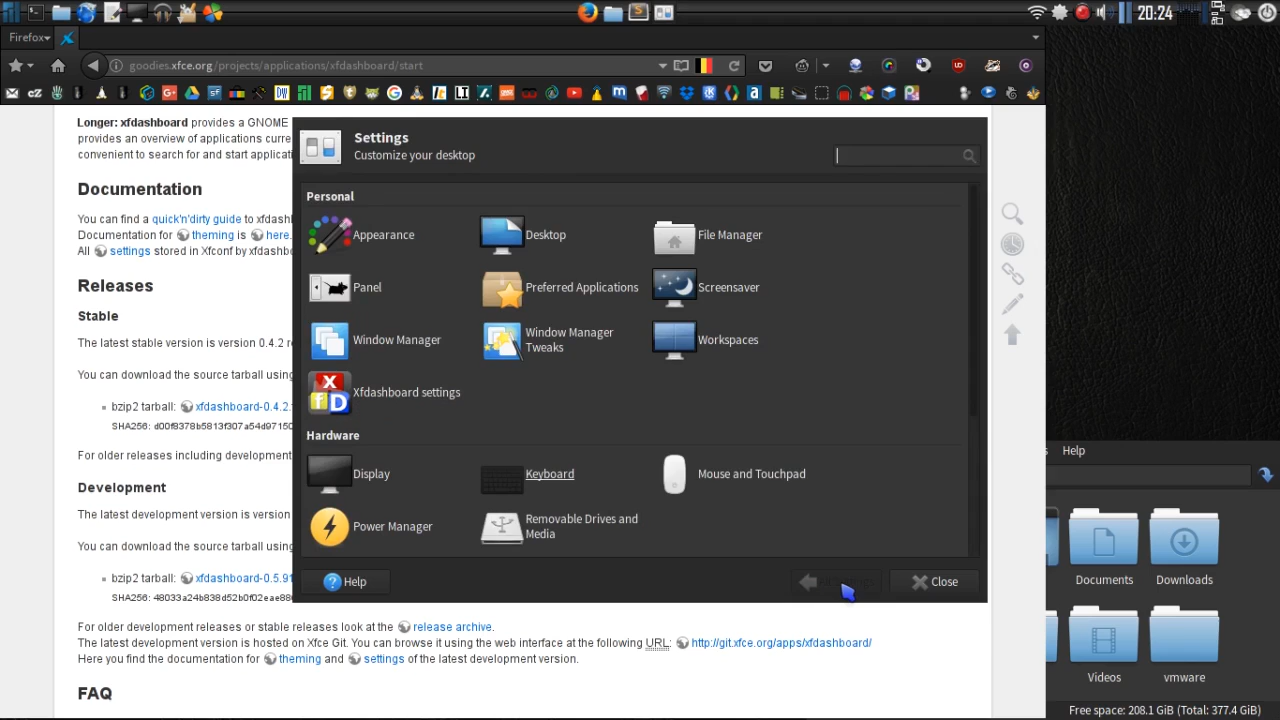 20:24
Firefox
goodies.xfce.org/projects/applications/xfdashboard/start
Longer: xfdashboard provides a GNOME
provides an overview of applications curre
convenient to search for and start applicati
Documentation
You can find a quick'n'dirty guide to xfdash
Documentation for theming is here.
All settings stored in Xfconf by xfdashb
Releases
Stable
The latest stable version is version 0.4.2 r
You can download the source tarball using
bzip2 tarball: xfdashboard-0.4.2.
SHA256: d00f8378b5813f307a54d97150
For older releases including development
Development
The latest development version is version
You can download the source tarball using
bzip2 tarball: xfdashboard-0.5.91
SHA256: 48033a24b838d52b0f02eae88
For older development releases or stable releases look at the release archive.
The latest development version is hosted on Xfce Git. You can browse it using the web interface at the following URL: http://git.xfce.org/apps/xfdashboard/
Here you find the documentation for theming and settings of the latest development version.
FAQ
Settings
Customize your desktop
Personal
Appearance
Desktop
File Manager
Panel
Preferred Applications
Screensaver
Window Manager
Window Manager Tweaks
Workspaces
Xfdashboard settings
Hardware
Display
Keyboard
Mouse and Touchpad
Power Manager
Removable Drives and Media
Help
Close
s Help
Documents
Downloads
Videos
vmware
Free space: 208.1 GiB (Total: 377.4 GiB)